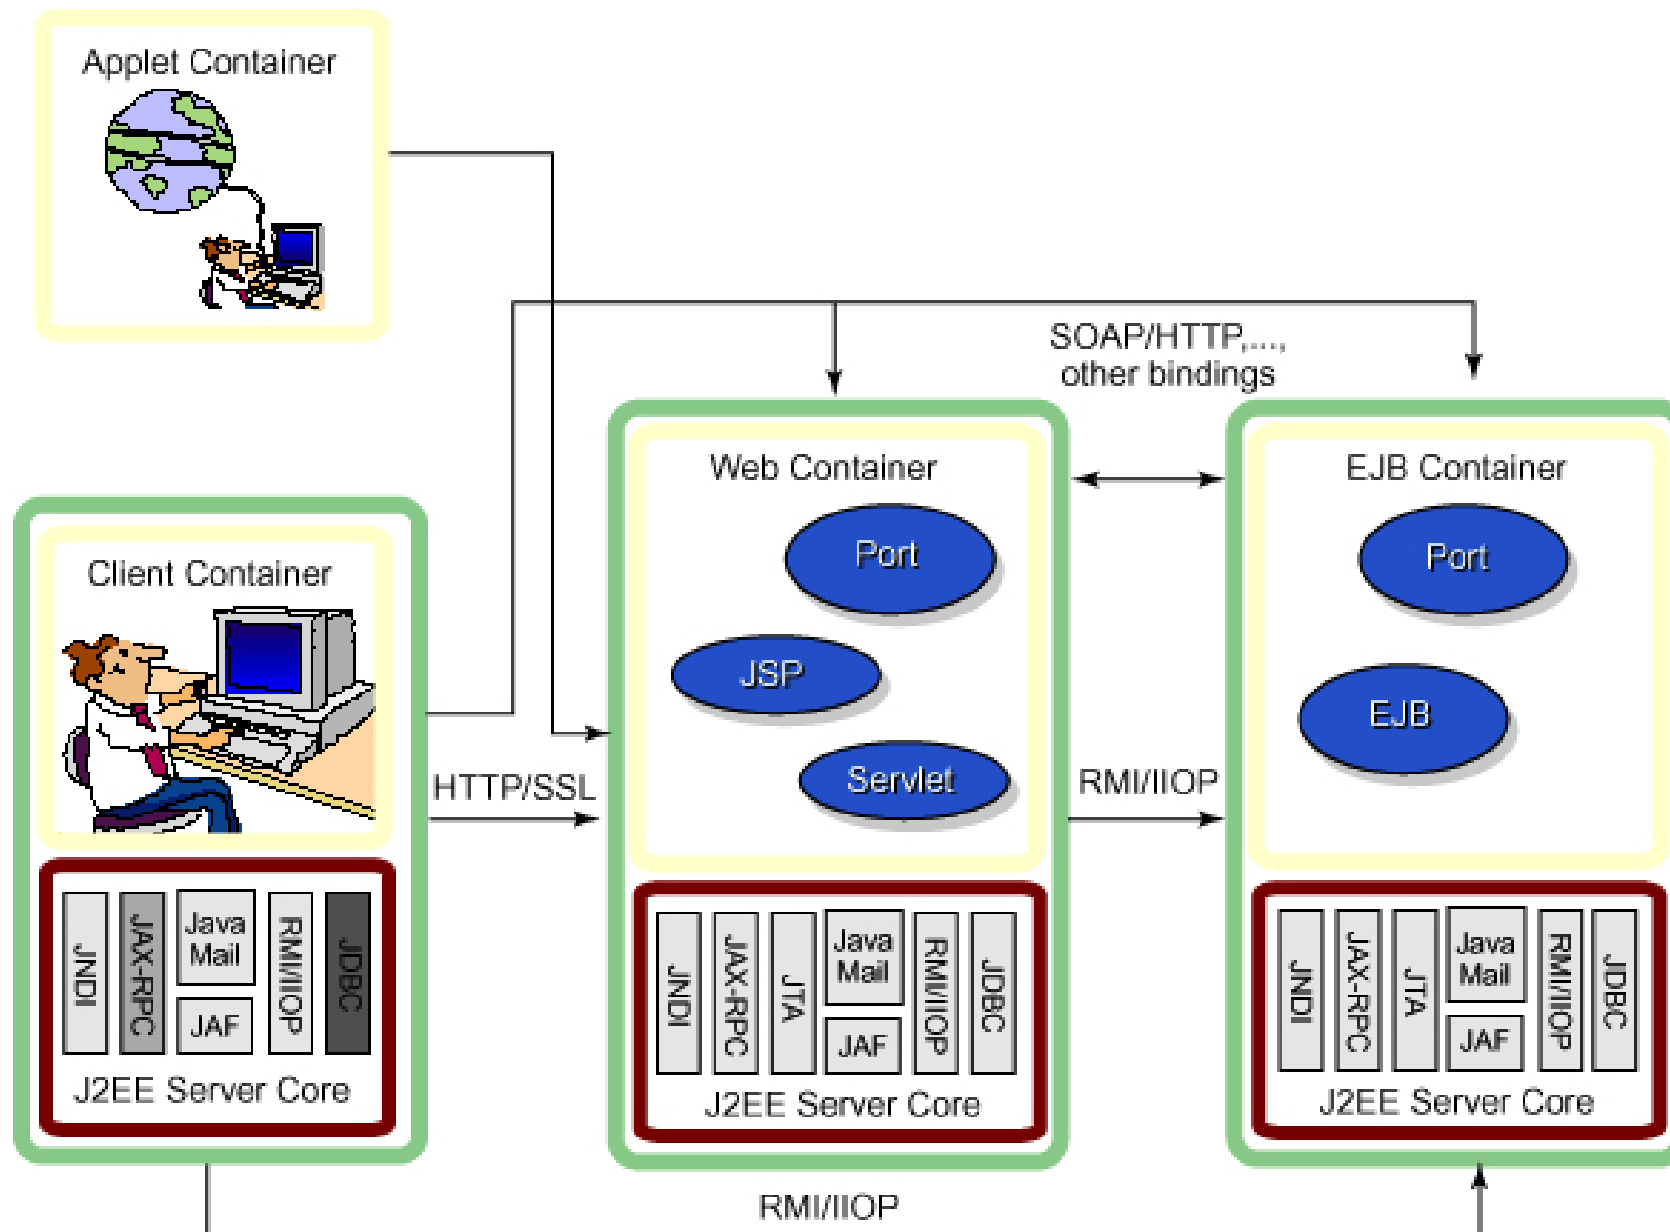 Applet Container
SOAP/HTTP,...,
other bindings
Web Container
Port
JSP
Servlet
EJB Container
Port
EJB
Client Container
HTTP/SSL
RMI/IIOP
JNDI
JAX-RPC
Java
Mail
JAF
RMI/IIOP
JDBC
J2EE Server Core
JNDI
JAX-RPC
JTA
Java
Mail
JAF
RMI/IIOP
JDBC
J2EE Server Core
JNDI
JAX-RPC
JTA
Java
Mail
JAF
RMI/IIOP
JDBC
J2EE Server Core
RMI/IIOP